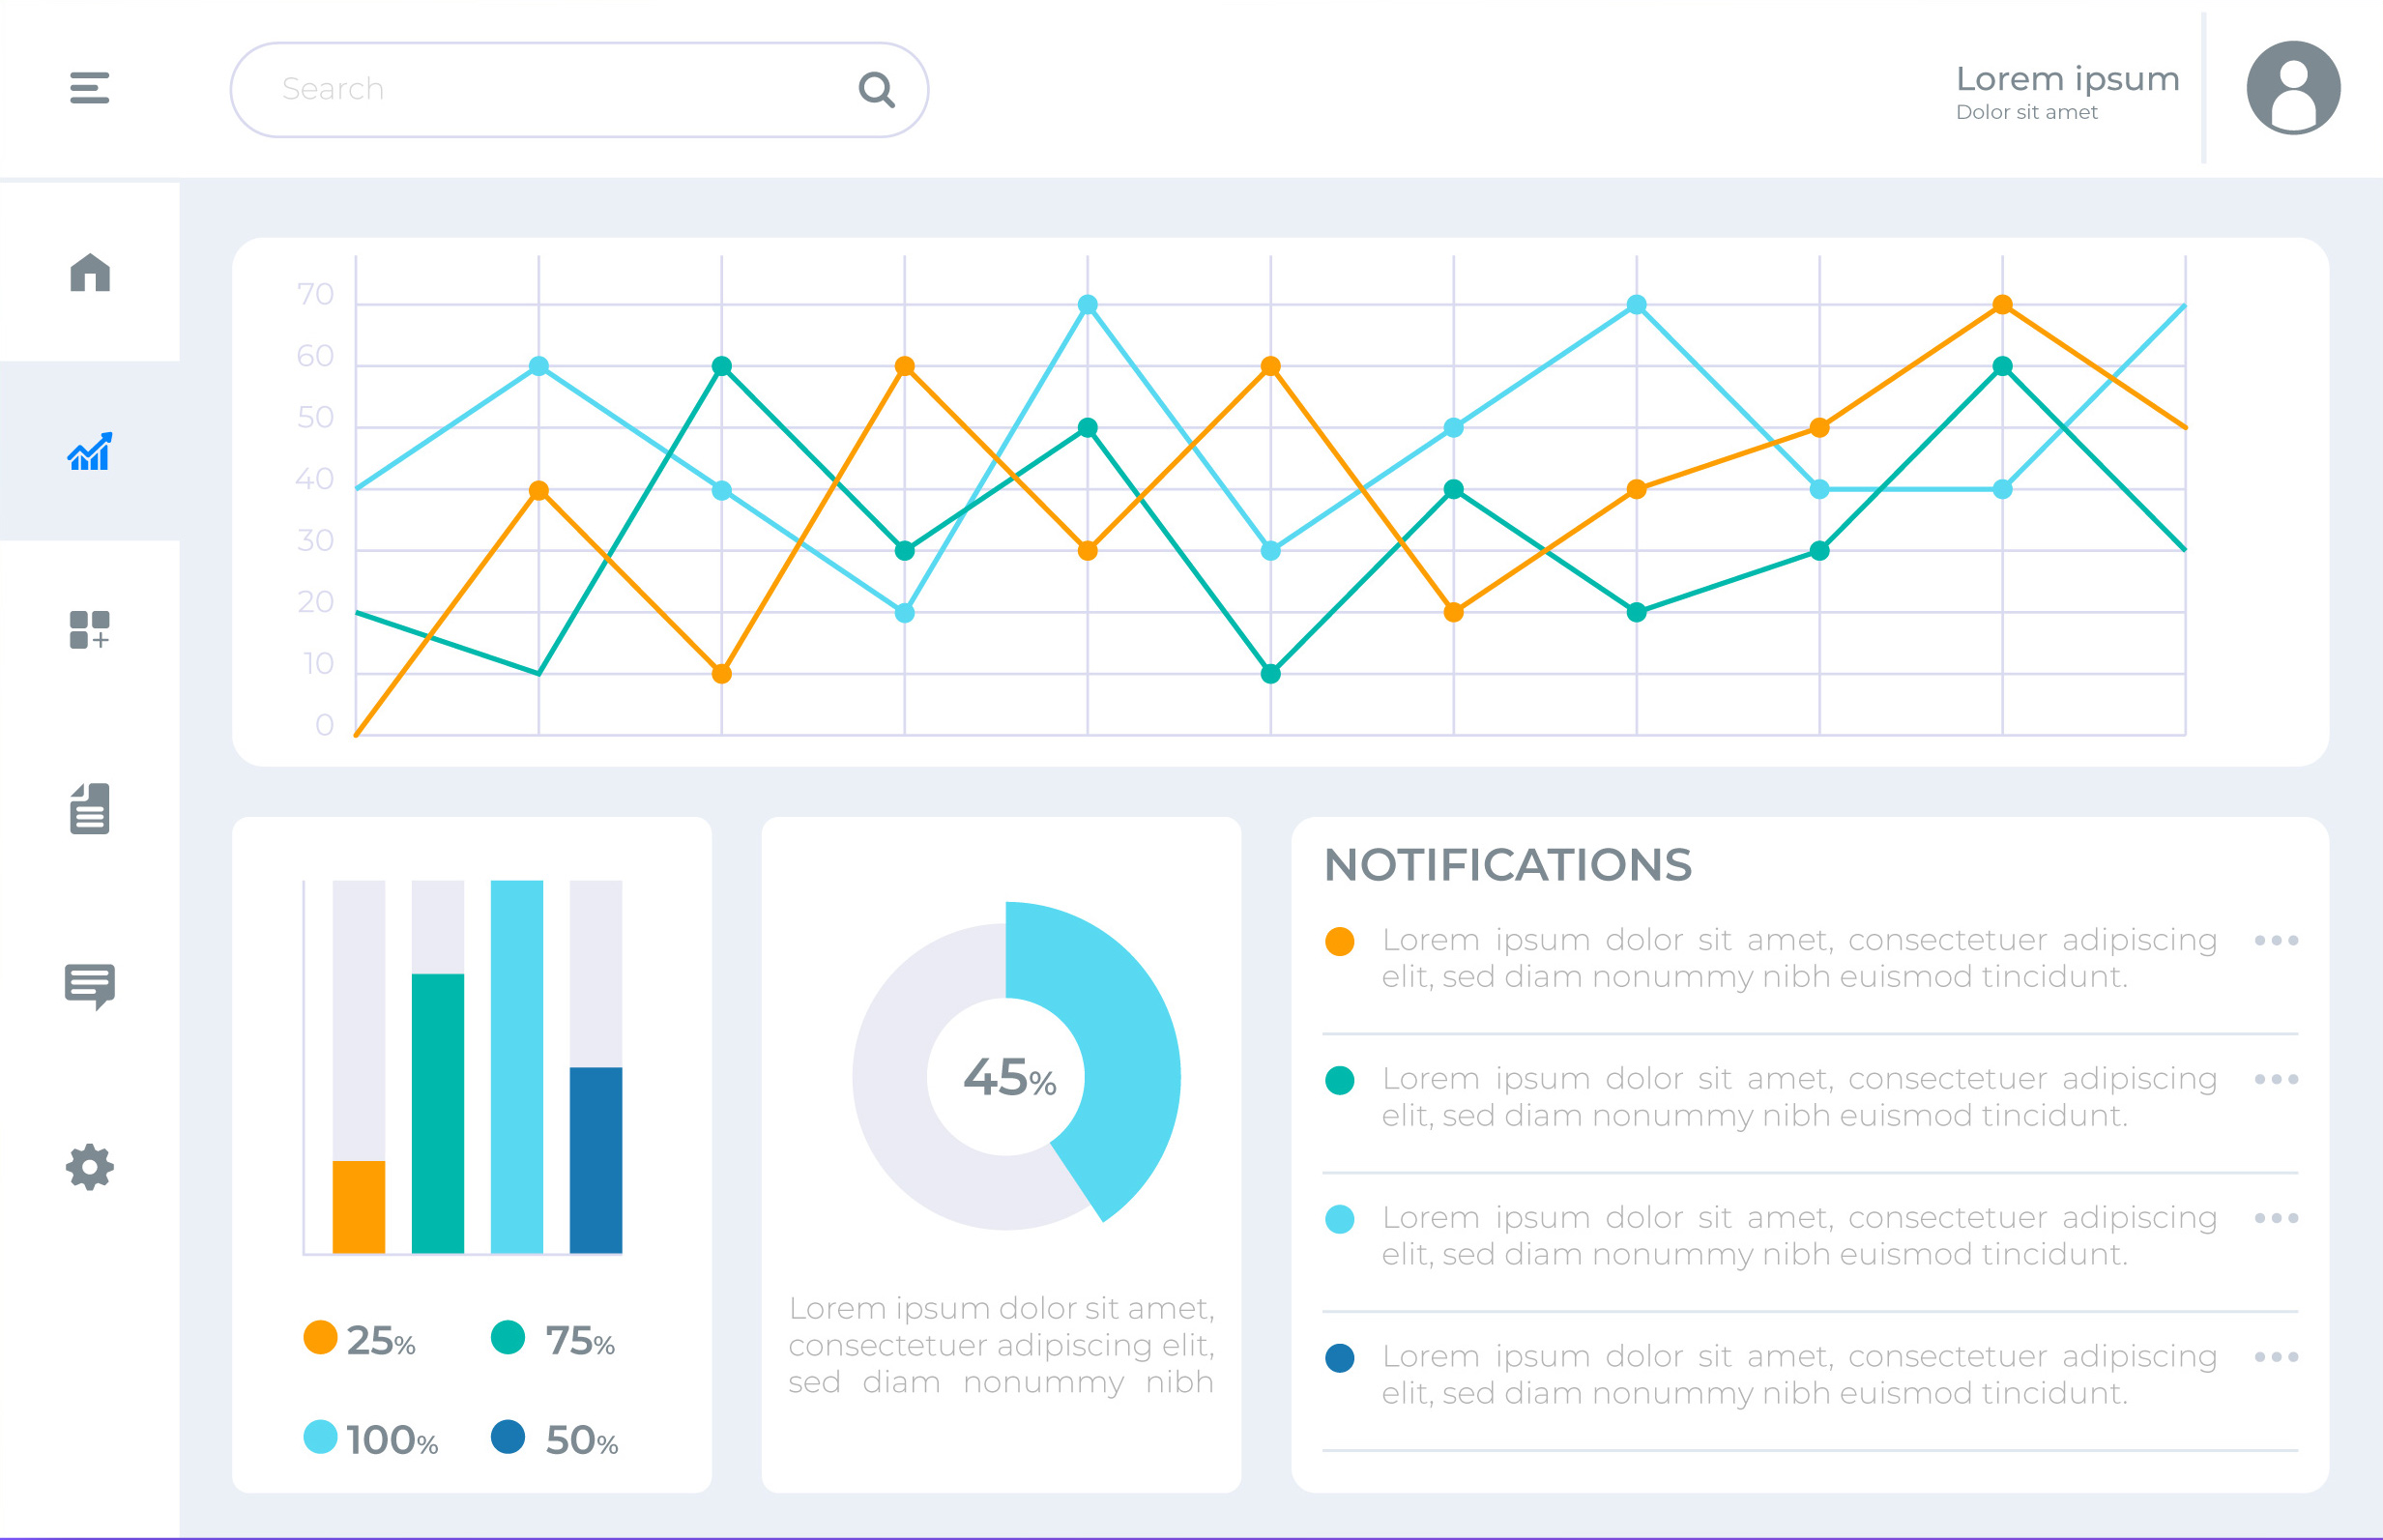 Search
Lorem ipsum
Dolor sit amet
70
60
50
40
30
20
10
0
25%
75%
100%
50%
45%
Lorem ipsum dolor sit amet,
consectetuer adipiscing elit,
sed diam nonummy nibh
NOTIFICATIONS
Lorem ipsum dolor sit amet, consectetuer adipiscing
elit, sed diam nonummy nibh euismod tincidunt.
Lorem ipsum dolor sit amet, consectetuer adipiscing
elit, sed diam nonummy nibh euismod tincidunt.
Lorem ipsum dolor sit amet, consectetuer adipiscing
elit, sed diam nonummy nibh euismod tincidunt.
Lorem ipsum dolor sit amet, consectetuer adipiscing
elit, sed diam nonummy nibh euismod tincidunt.